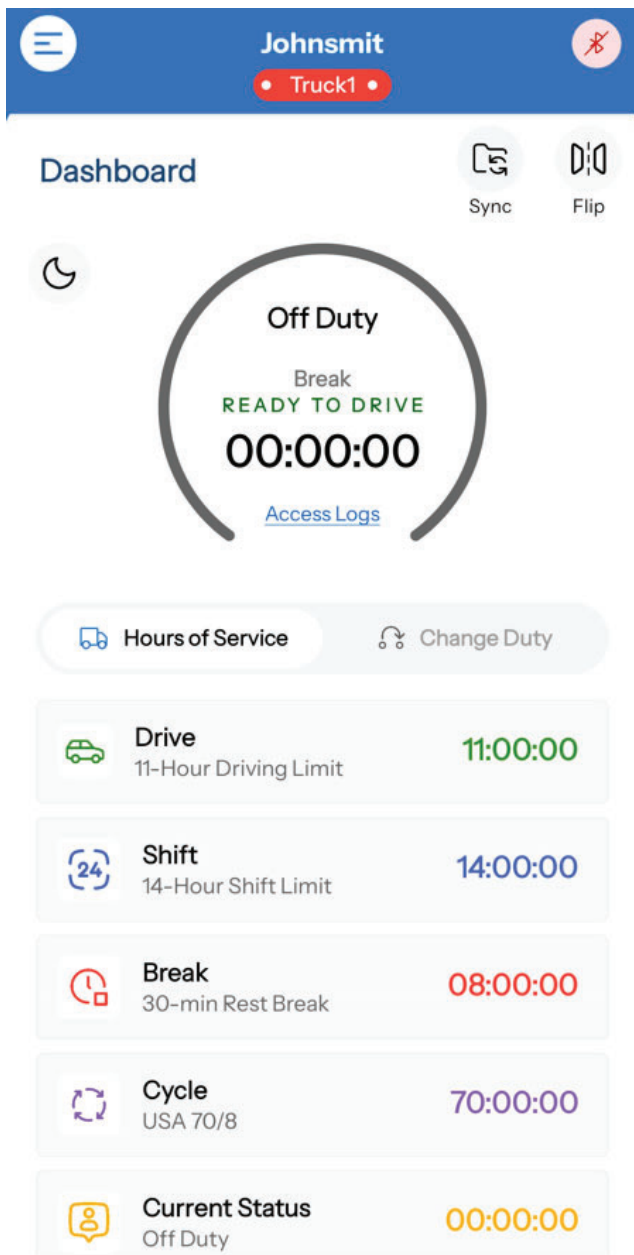 Johnsmit
Truck1
Dashboard
Sync
Flip
Off Duty
Break
READY TO DRIVE
00:00:00
Access Logs
Hours of Service
Change Duty
Drive
11-Hour Driving Limit
11:00:00
24
Shift
14-Hour Shift Limit
14:00:00
Break
30-min Rest Break
08:00:00
Cycle
USA 70/8
70:00:00
Current Status
Off Duty
00:00:00